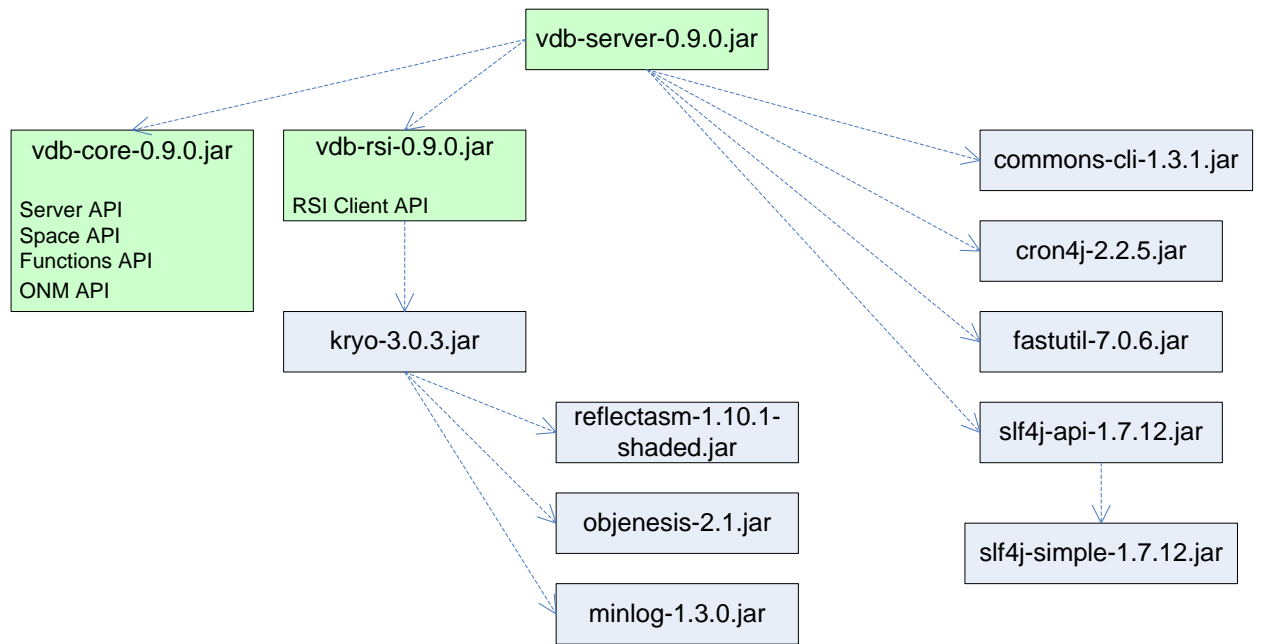 vdb-server-0.9.0.jar
vdb-core-0.9.0.jar
Server API
Space API
Functions API
ONM API
vdb-rsi-0.9.0.jar
RSI Client API
kryo-3.0.3.jar
reflectasm-1.10.1-
shaded.jar
objenesis-2.1.jar
minlog-1.3.0.jar
commons-cli-1.3.1.jar
cron4j-2.2.5.jar
fastutil-7.0.6.jar
slf4j-api-1.7.12.jar
slf4j-simple-1.7.12.jar